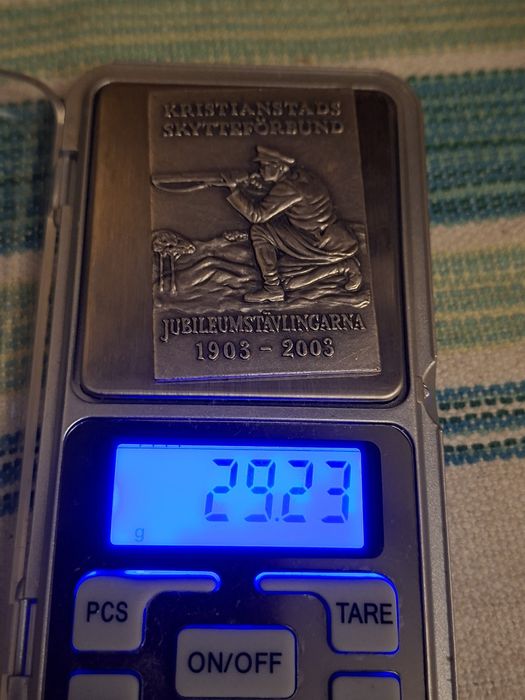 KRISTIANSTADS
SKYTTEFÖRBUND
JUBILEUMSTÄVLINGARNA
1903 - 2003
29.23
g
PCS
TARE
ON/OFF